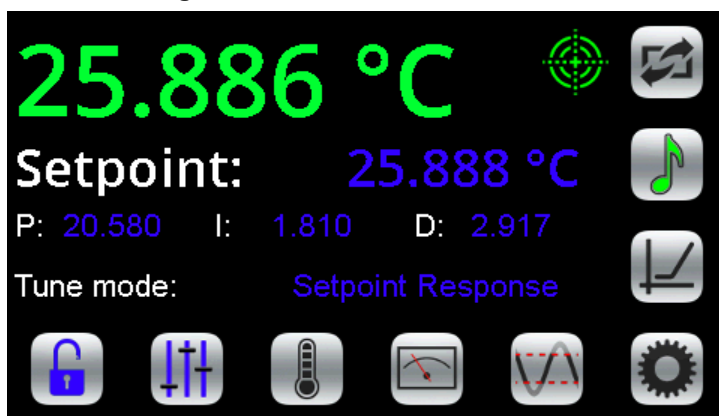 25.886 °C
Setpoint: 25.888 °C
P: 20.580 I: 1.810 D: 2.917
Tune mode: Setpoint Response